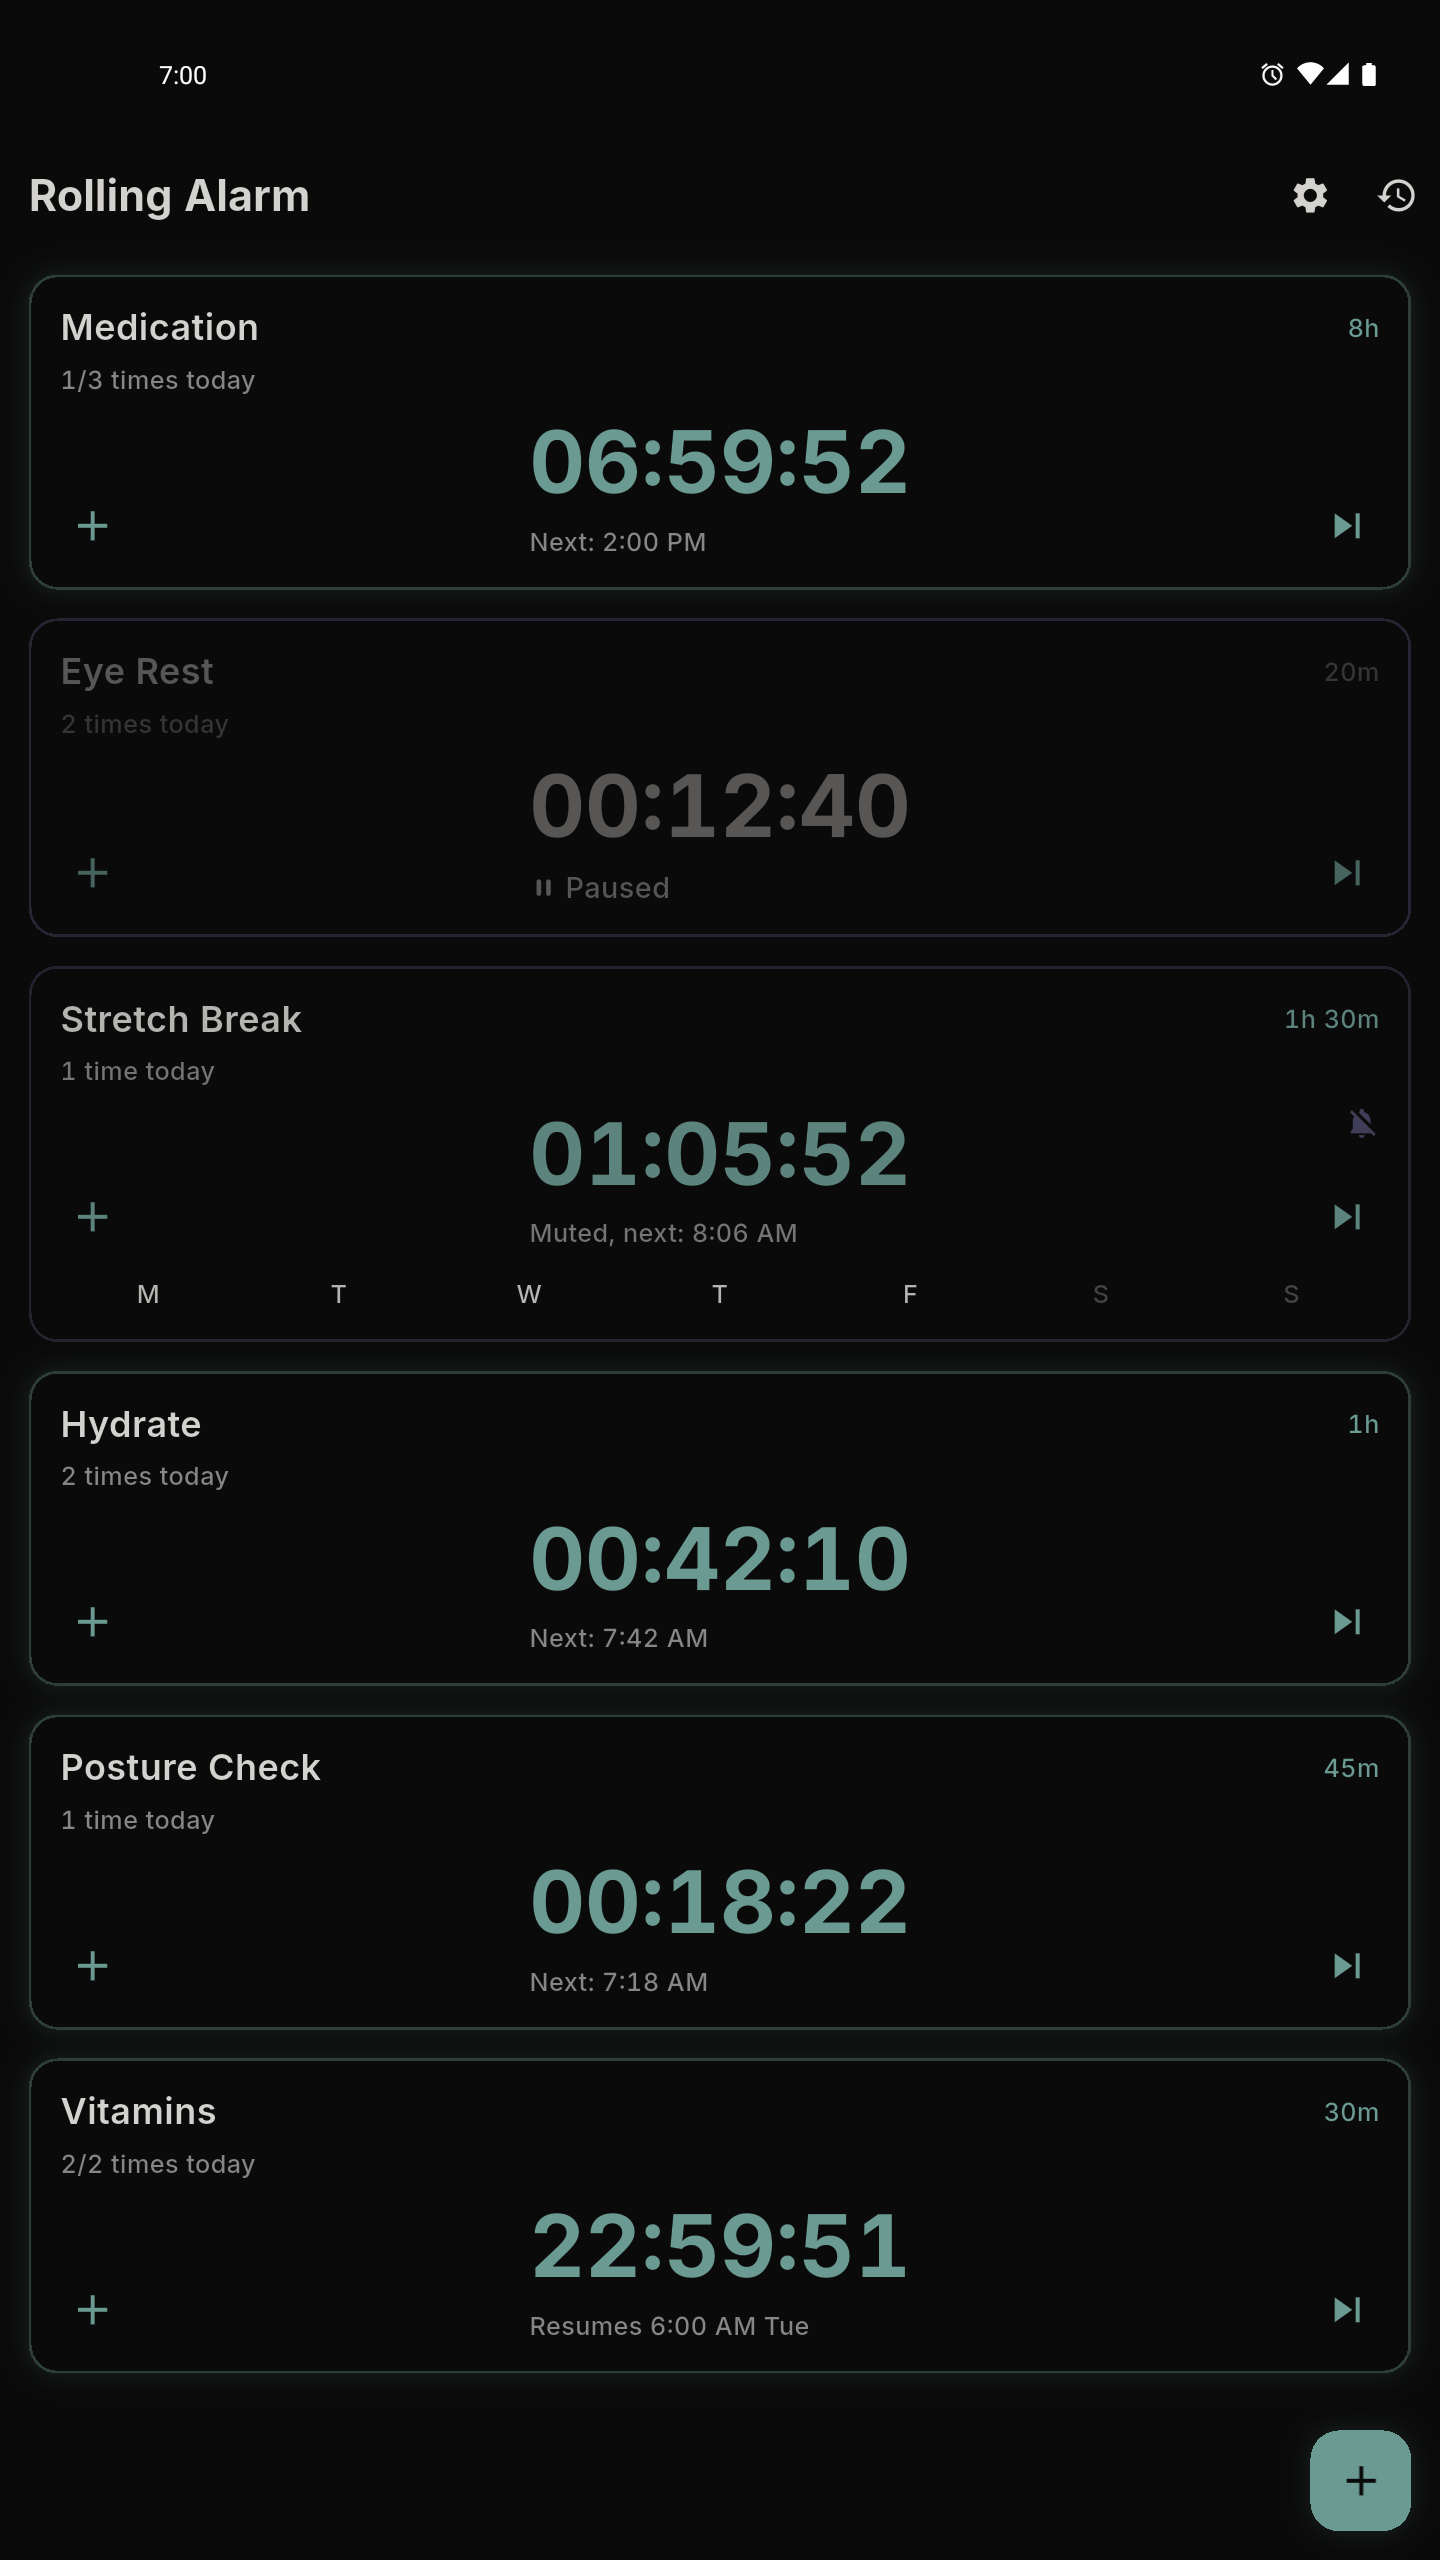 7:00
Rolling Alarm
Medication 8h
1/3 times today
06:59:52
Next: 2:00 PM
Eye Rest 20m
2 times today
00:12:40
Paused
Stretch Break 1h 30m
1 time today
01:05:52
Muted, next: 8:06 AM
M T W T F S S
Hydrate 1h
2 times today
00:42:10
Next: 7:42 AM
Posture Check 45m
1 time today
00:18:22
Next: 7:18 AM
Vitamins 30m
2/2 times today
22:59:51
Resumes 6:00 AM Tue